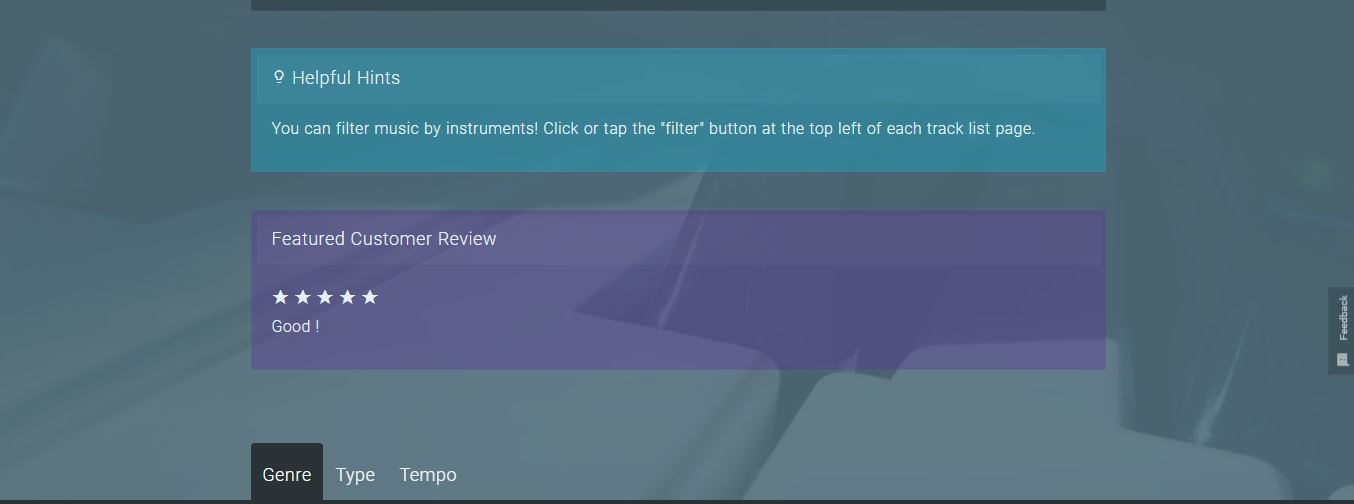 Helpful Hints
You can filter music by instruments! Click or tap the "filter" button at the top left of each track list page.
Featured Customer Review
Good !
Feedback
Genre Type Tempo